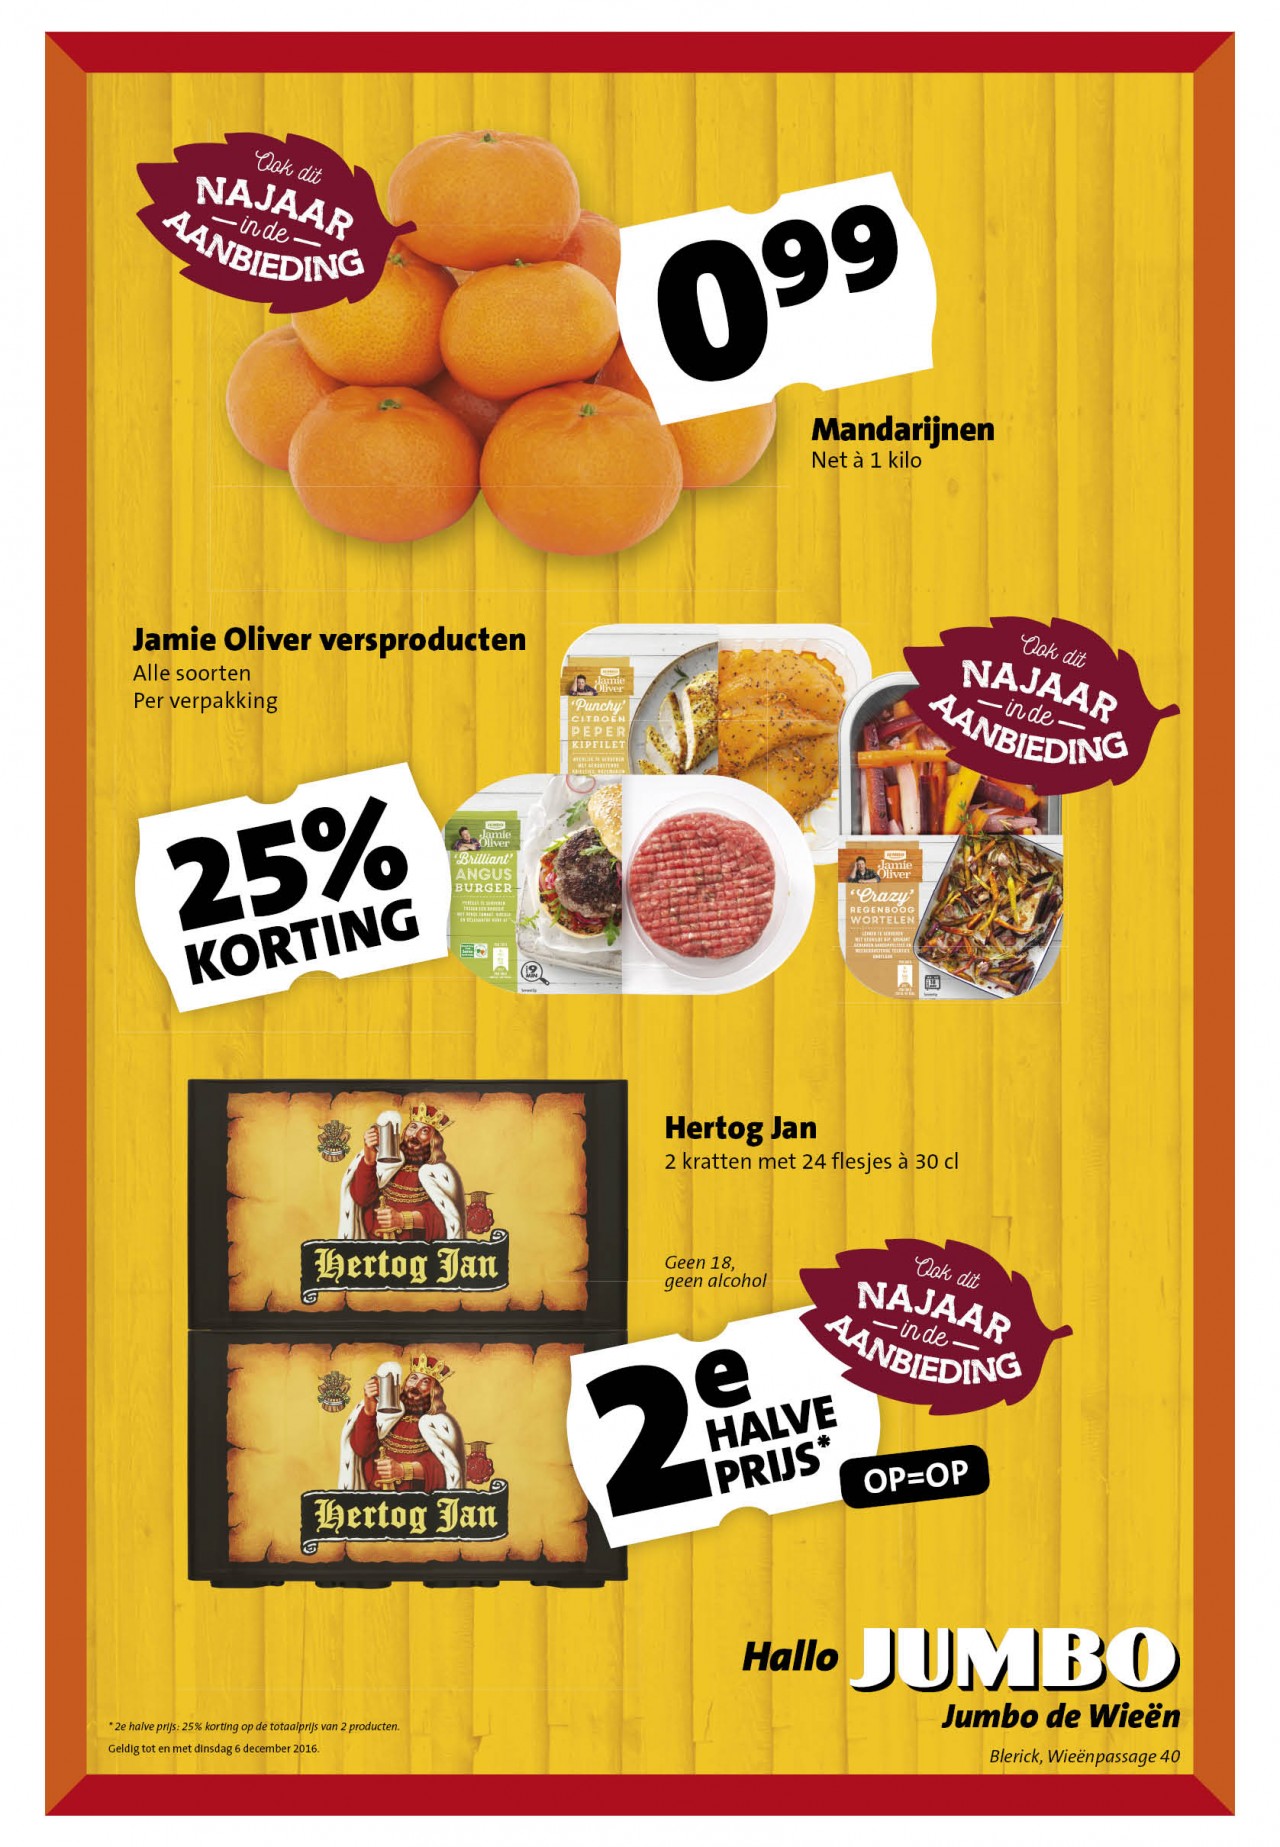 Ook dit
NAJAAR
in de
AANBIEDING
0⁹⁹
Mandarijnen
Net à 1 kilo
Jamie Oliver versproducten
Alle soorten
Per verpakking
Ook dit
NAJAAR
in de
AANBIEDING
Jamie
Oliver
'Punchy'
CITROEN
PEPER
KIPFILET
25%
KORTING
Jamie
Oliver
'Brilliant'
ANGUS
BURGER
Jamie
Oliver
'Crazy'
REGENBOOG
WORTELEN
Hertog Jan
2 kratten met 24 flesjes à 30 cl
Hertog Jan
Geen 18,
geen alcohol
Ook dit
NAJAAR
in de
AANBIEDING
2e
HALVE
PRIJS*
OP=OP
Hertog Jan
Hallo JUMBO
Jumbo de Wieën
Blerick, Wieënpassage 40
* 2e halve prijs: 25% korting op de totaalprijs van 2 producten.
Geldig tot en met dinsdag 6 december 2016.